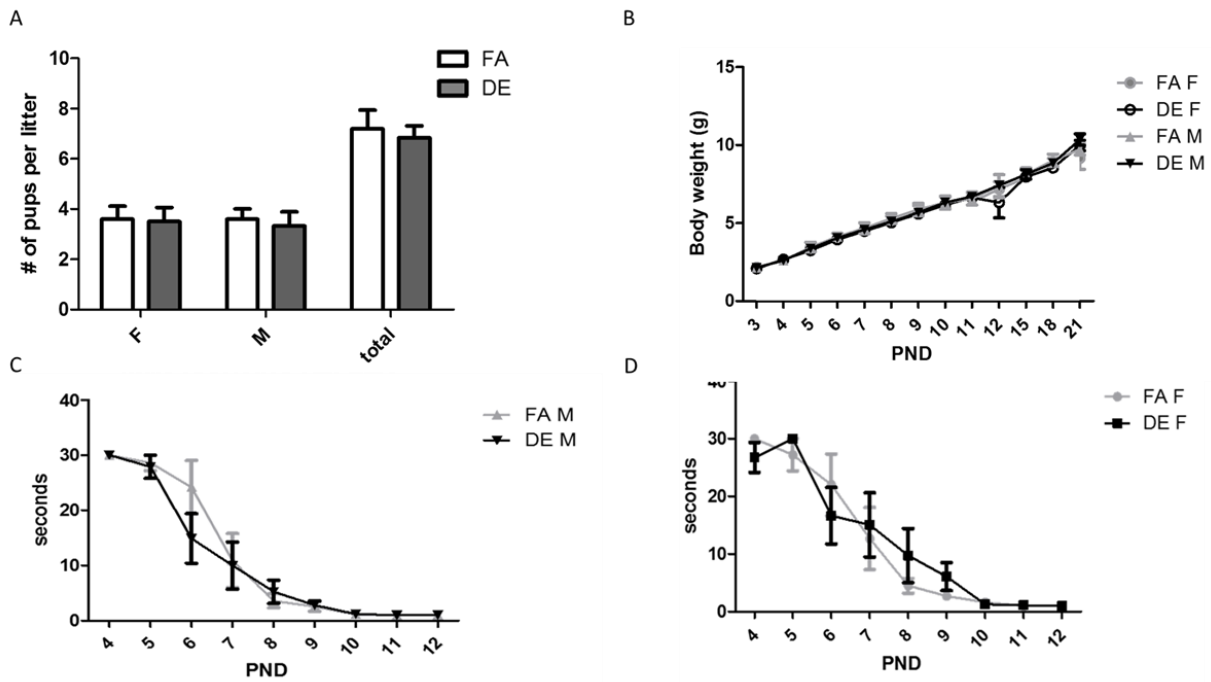 A
# of pups per litter
10
8
6
4
2
0
F
M
total
FA
DE
B
Body weight (g)
15
10
5
0
3
4
5
6
7
8
9
10
11
12
15
18
21
PND
FA F
DE F
FA M
DE M
C
seconds
40
30
20
10
0
4
5
6
7
8
9
10
11
12
PND
FA M
DE M
D
seconds
40
30
20
10
0
4
5
6
7
8
9
10
11
12
PND
FA F
DE F